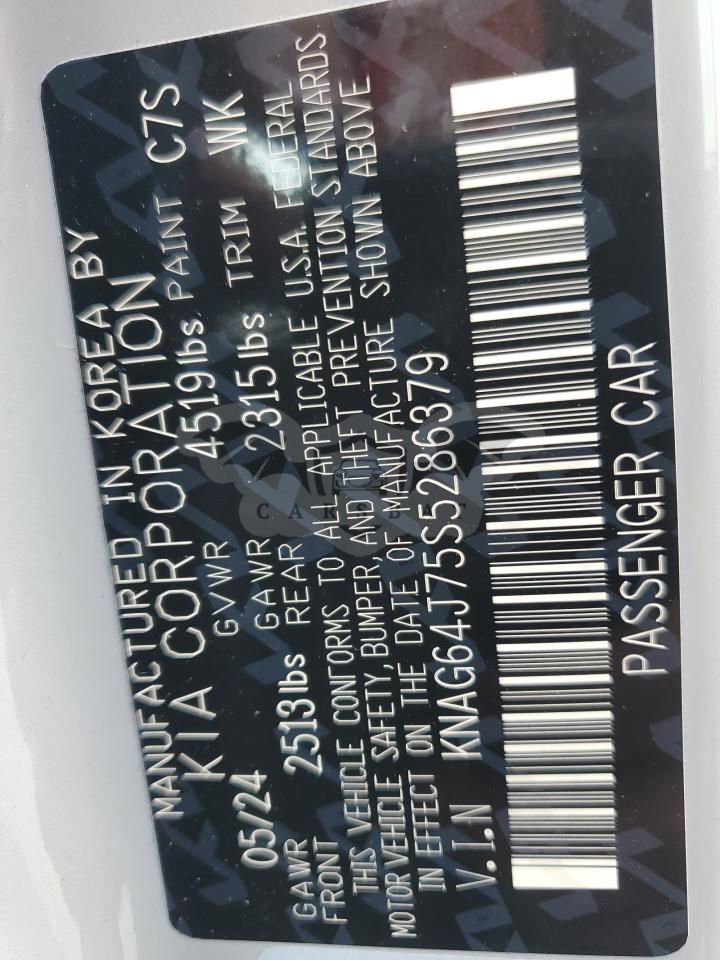 MANUFACTURED IN KOREA BY
KIA CORPORATION
05/24 GVWR 4519lbs PAINT C7S
GAWR FRONT 2513lbs GAWR REAR 2315lbs TRIM WK
THIS VEHICLE CONTORMS TO ALL APPLICABLE U.S.A. FEDERAL
MOTOR VEHICLE SAFETY, BUMPER, AND THEFT PREVENTION STANDARDS
IN EFFECT ON THE DATE OF MANUFACTURE SHOWN ABOVE
V.I.N KNAG64J75S5286379
PASSENGER CAR